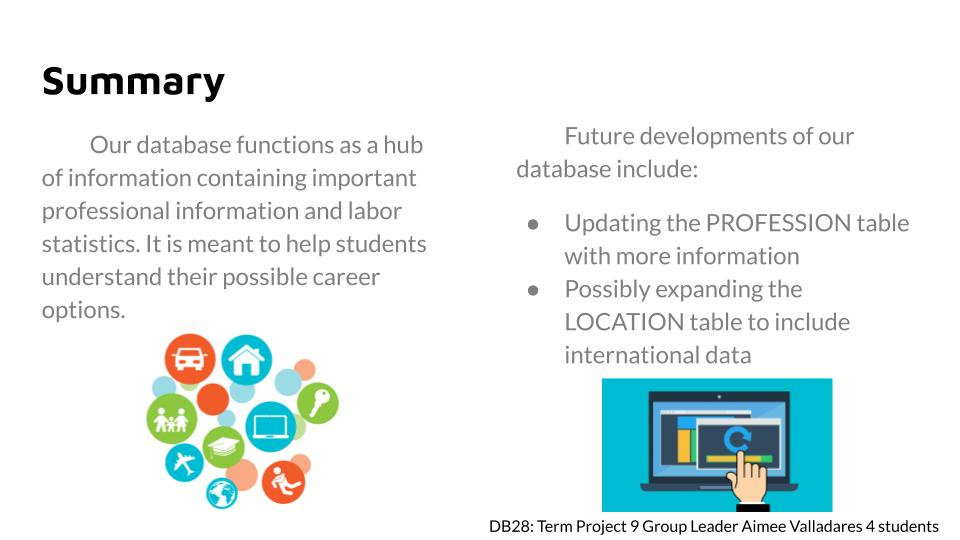 Summary
Our database functions as a hub
of information containing important
professional information and labor
statistics. It is meant to help students
understand their possible career
options.
Future developments of our
database include:
● Updating the PROFESSION table
with more information
● Possibly expanding the
LOCATION table to include
international data
DB28: Term Project 9 Group Leader Aimee Valladares 4 students